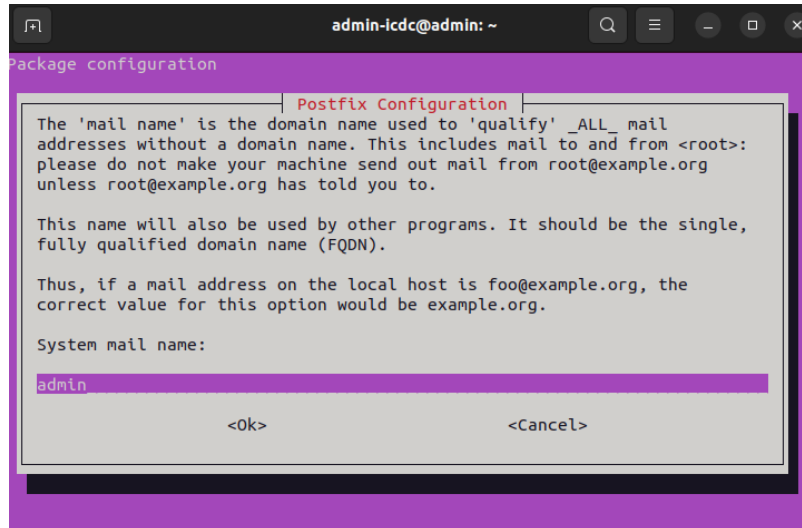 admin-icdc@admin: ~
Package configuration
Postfix Configuration
The 'mail name' is the domain name used to 'qualify' _ALL_ mail
addresses without a domain name. This includes mail to and from <root>:
please do not make your machine send out mail from root@example.org
unless root@example.org has told you to.
This name will also be used by other programs. It should be the single,
fully qualified domain name (FQDN).
Thus, if a mail address on the local host is foo@example.org, the
correct value for this option would be example.org.
System mail name:
admin
<Ok> <Cancel>